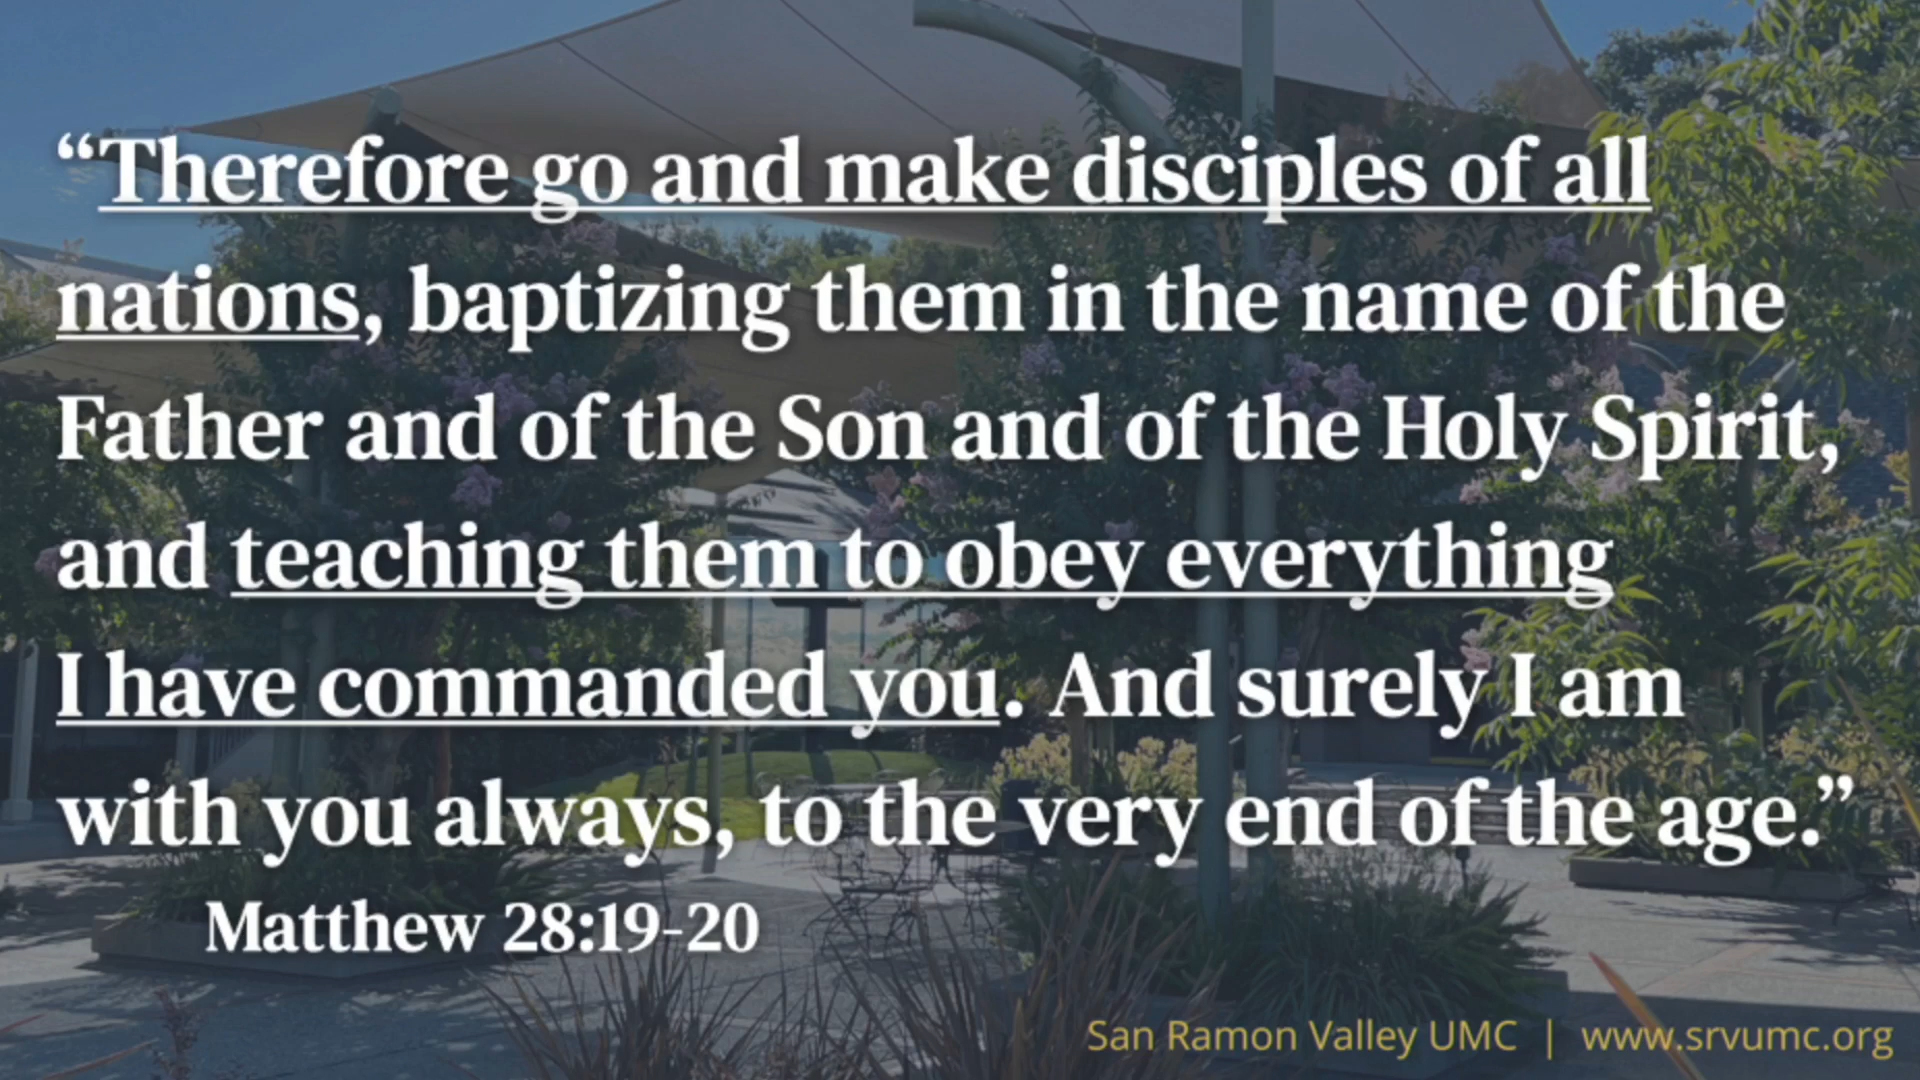 “Therefore go and make disciples of all
nations, baptizing them in the name of the
Father and of the Son and of the Holy Spirit,
and teaching them to obey everything
I have commanded you. And surely I am
with you always, to the very end of the age.”
Matthew 28:19-20
San Ramon Valley UMC | www.srvumc.org